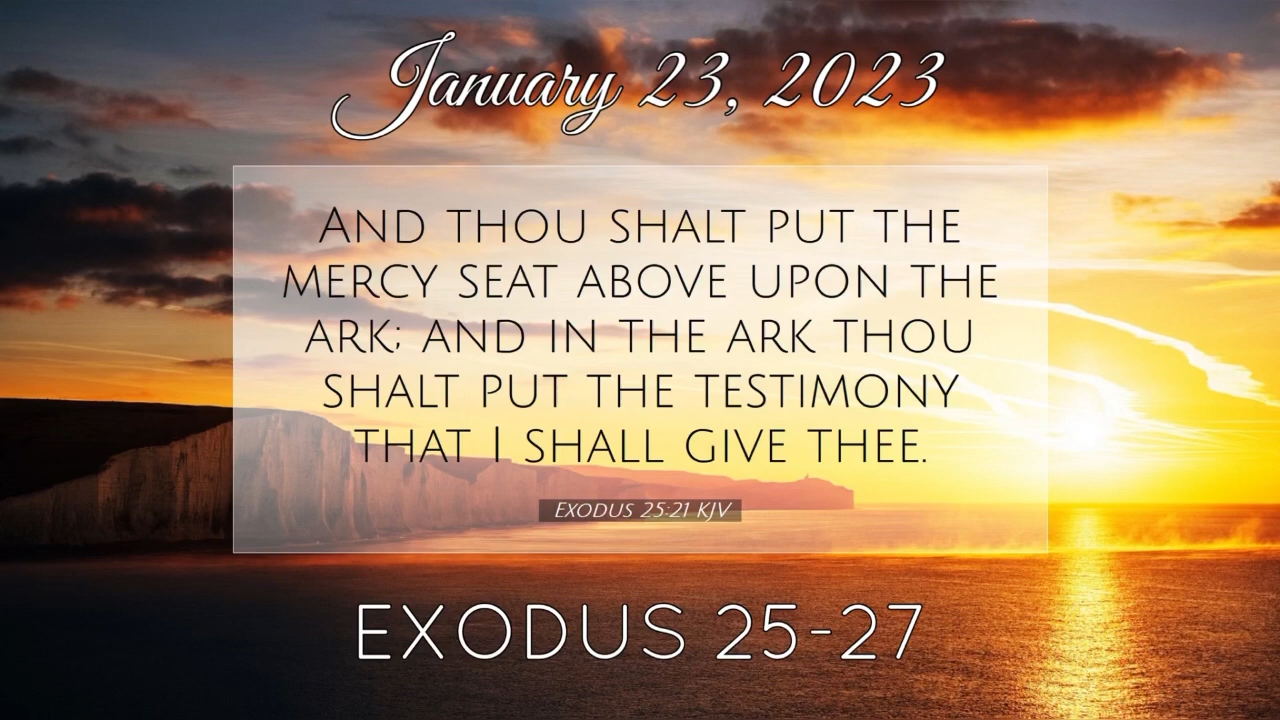 January 23, 2023
And thou shalt put the
mercy seat above upon the
ark; and in the ark thou
shalt put the testimony
that I shall give thee.
Exodus 25:21 KJV
EXODUS 25-27